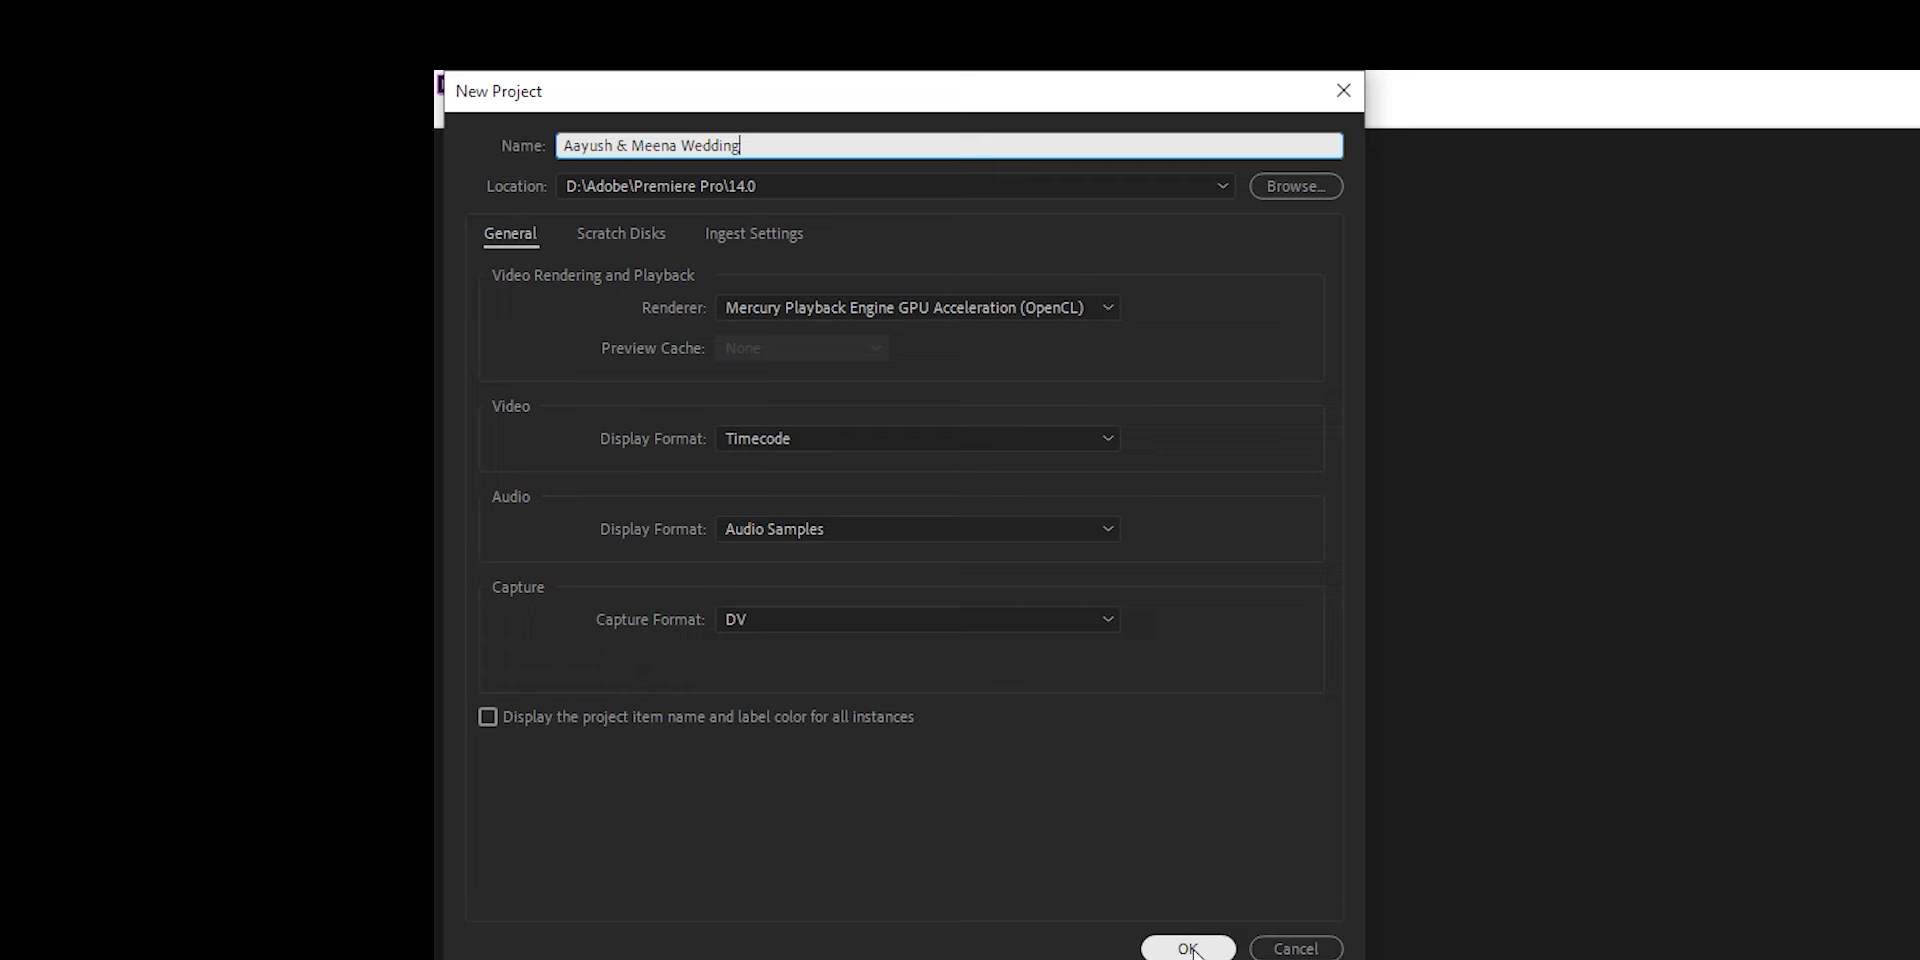 New Project
Name: Aayush & Meena Wedding
Location: D:\Adobe\Premiere Pro\14.0 Browse...
General Scratch Disks Ingest Settings
Video Rendering and Playback
Renderer: Mercury Playback Engine GPU Acceleration (OpenCL)
Preview Cache: None
Video
Display Format: Timecode
Audio
Display Format: Audio Samples
Capture
Capture Format: DV
Display the project item name and label color for all instances
OK Cancel